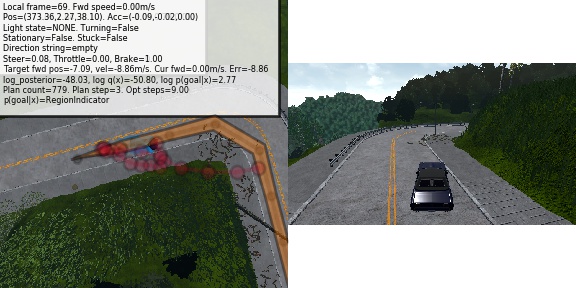 Local frame=69. Fwd speed=0.00m/s
Pos=(373.36,2.27,38.10). Acc=(-0.09,-0.02,0.00)
Light state=NONE. Turning=False
Stationary=False. Stuck=False
Direction string=empty
Steer=0.08, Throttle=0.00, Brake=1.00
Target fwd pos=-7.09, vel=-8.86m/s. Cur fwd=0.00m/s. Err=-8.86
log_posterior=-48.03, log q(x)=-50.80, log p(goal|x)=2.77
Plan count=779. Plan step=3. Opt steps=9.00
p(goal|x)=RegionIndicator